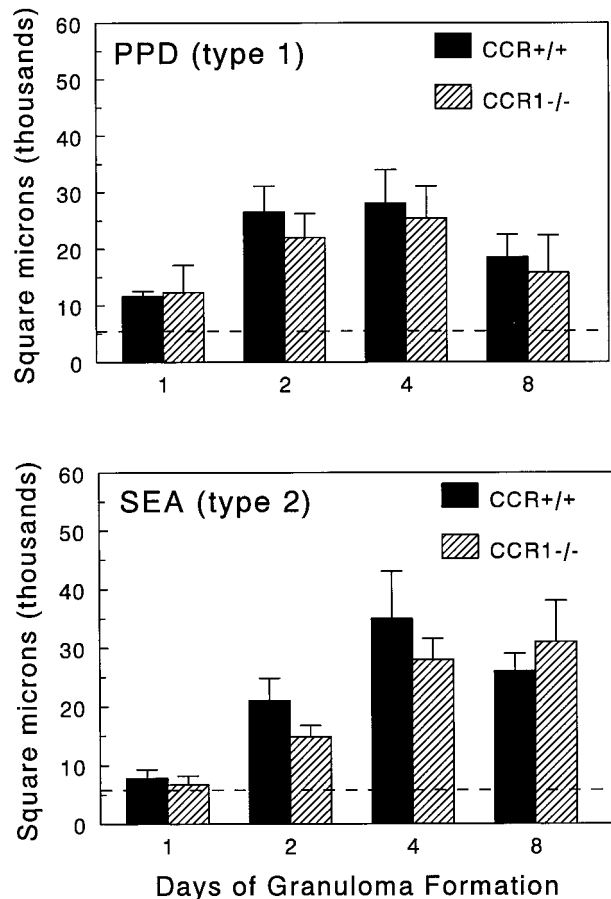 Square microns (thousands)
60
50
40
30
20
10
0
PPD (type 1)
CCR+/+
CCR1-/-
1 2 4 8
Square microns (thousands)
60
50
40
30
20
10
0
SEA (type 2)
CCR+/+
CCR1-/-
1 2 4 8
Days of Granuloma Formation